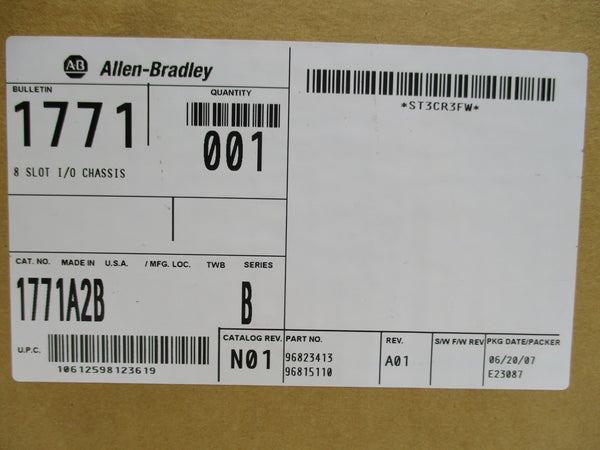 AB Allen-Bradley
BULLETIN
1771
QUANTITY
001
8 SLOT I/O CHASSIS
*ST3CR3FW*
CAT. NO. MADE IN U.S.A. / MFG. LOC. TWB SERIES
1771A2B B
U.P.C.
10612598123619
CATALOG REV.
N01
PART NO.
96823413
96815110
REV.
A01
S/W F/W REV
PKG DATE/PACKER
06/20/07
E23087